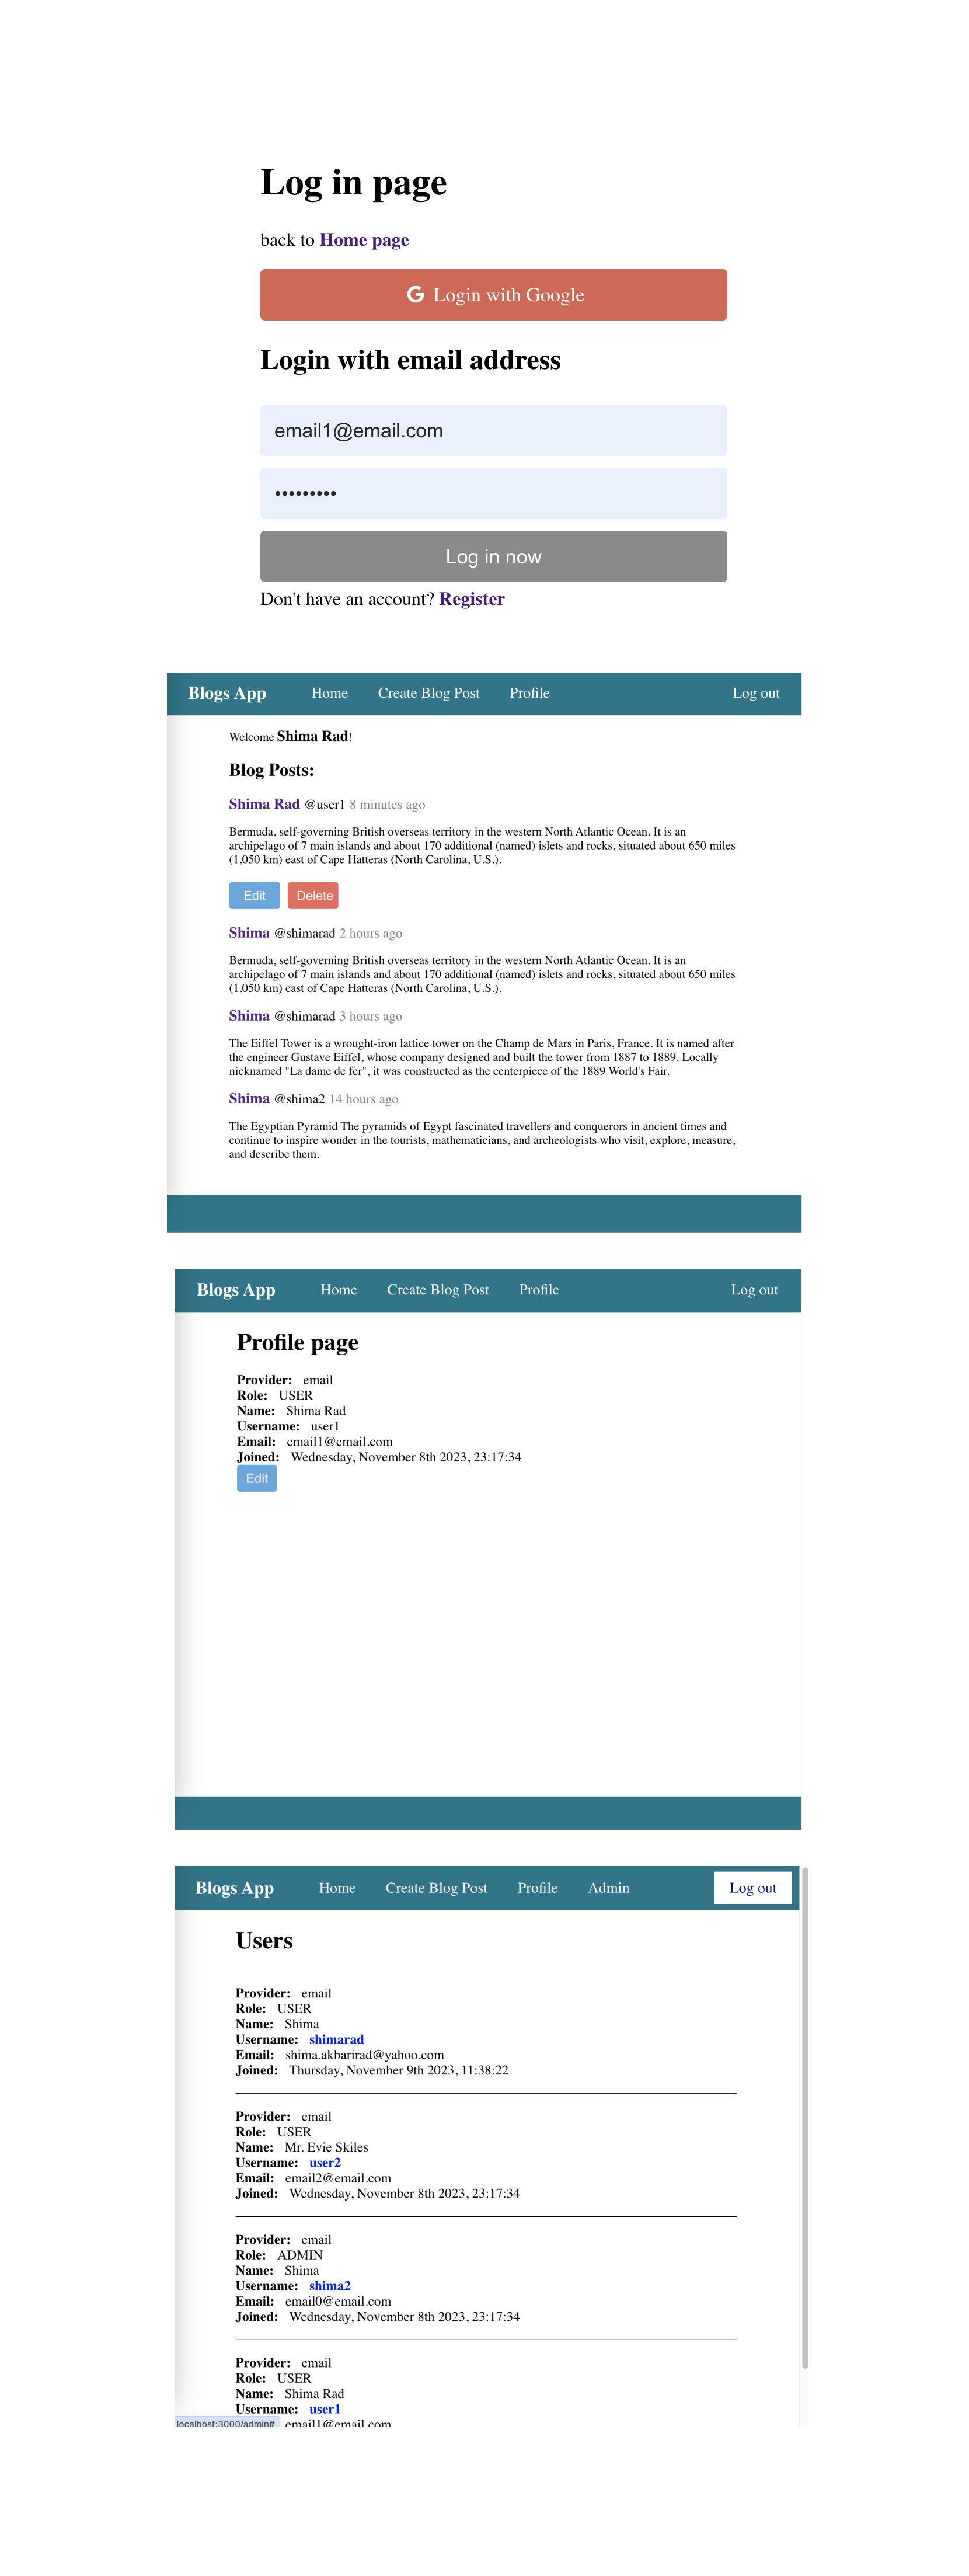 Log in page
back to Home page
G Login with Google
Login with email address
email1@email.com
•••••••••
Log in now
Don't have an account? Register
Blogs App Home Create Blog Post Profile Log out
Welcome Shima Rad!
Blog Posts:
Shima Rad @user1 8 minutes ago
Bermuda, self-governing British overseas territory in the western North Atlantic Ocean. It is an
archipelago of 7 main islands and about 170 additional (named) islets and rocks, situated about 650 miles
(1,050 km) east of Cape Hatteras (North Carolina, U.S.).
Edit Delete
Shima @shimarad 2 hours ago
Bermuda, self-governing British overseas territory in the western North Atlantic Ocean. It is an
archipelago of 7 main islands and about 170 additional (named) islets and rocks, situated about 650 miles
(1,050 km) east of Cape Hatteras (North Carolina, U.S.).
Shima @shimarad 3 hours ago
The Eiffel Tower is a wrought-iron lattice tower on the Champ de Mars in Paris, France. It is named after
the engineer Gustave Eiffel, whose company designed and built the tower from 1887 to 1889. Locally
nicknamed "La dame de fer", it was constructed as the centerpiece of the 1889 World's Fair.
Shima @shima2 14 hours ago
The Egyptian Pyramid The pyramids of Egypt fascinated travellers and conquerors in ancient times and
continue to inspire wonder in the tourists, mathematicians, and archeologists who visit, explore, measure,
and describe them.
Blogs App Home Create Blog Post Profile Log out
Profile page
Provider: email
Role: USER
Name: Shima Rad
Username: user1
Email: email1@email.com
Joined: Wednesday, November 8th 2023, 23:17:34
Edit
Blogs App Home Create Blog Post Profile Admin Log out
Users
Provider: email
Role: USER
Name: Shima
Username: shimarad
Email: shima.akbarirad@yahoo.com
Joined: Thursday, November 9th 2023, 11:38:22
Provider: email
Role: USER
Name: Mr. Evie Skiles
Username: user2
Email: email2@email.com
Joined: Wednesday, November 8th 2023, 23:17:34
Provider: email
Role: ADMIN
Name: Shima
Username: shima2
Email: email0@email.com
Joined: Wednesday, November 8th 2023, 23:17:34
Provider: email
Role: USER
Name: Shima Rad
Username: user1
localhost:3000/admin# email1@email.com